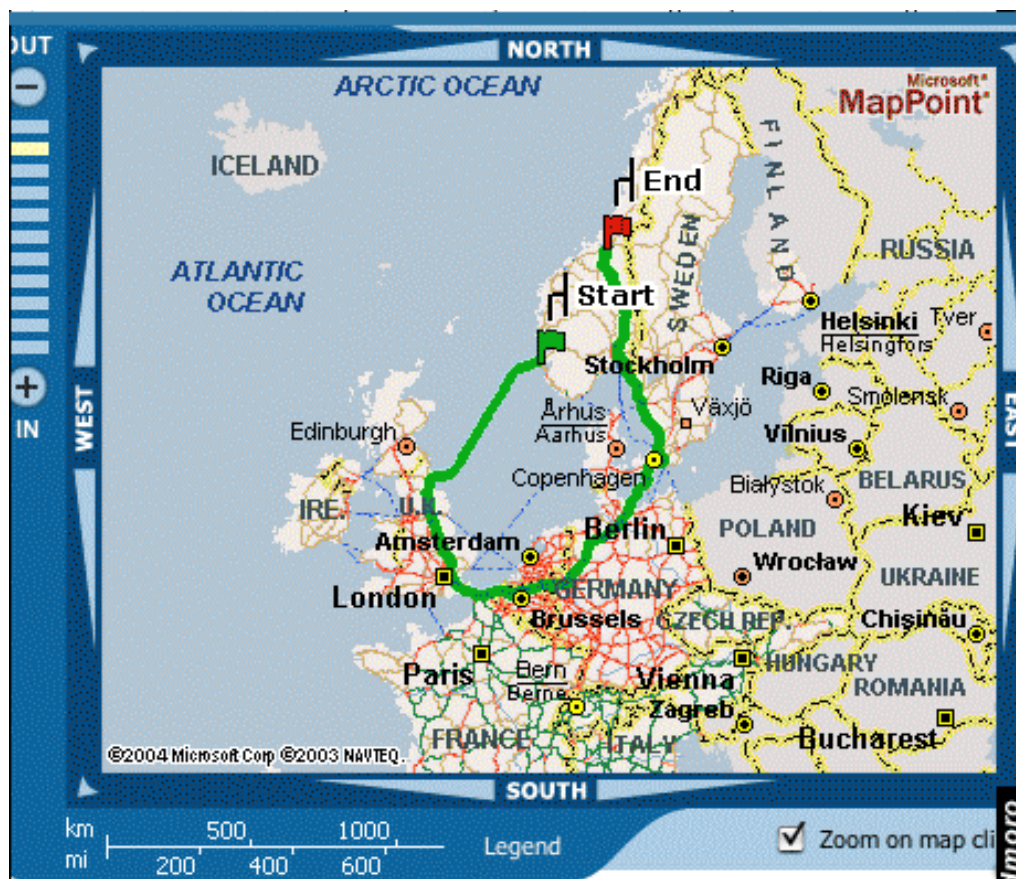 OUT
NORTH
ARCTIC OCEAN
Microsoft®
MapPoint®
ICELAND
FINLAND
End
SWEDEN
RUSSIA
ATLANTIC
OCEAN
Start
Helsinki
Helsingfors
Tver
Stockholm
Riga
Smolensk
WEST
EAST
IN
Århus
Aarhus
Växjö
Edinburgh
Vilnius
Copenhagen
Białystok
BELARUS
IRE.
U.K.
Berlin
POLAND
Kiev
Amsterdam
Wrocław
London
GERMANY
UKRAINE
Brussels
CZECH REP.
Chişinău
Paris
Bern
Berne
Vienna
HUNGARY
ROMANIA
Zagreb
FRANCE
ITALY
Bucharest
©2004 Microsoft Corp ©2003 NAVTEQ.
SOUTH
km
500
1000
mi
200
400
600
Legend
Zoom on map cli